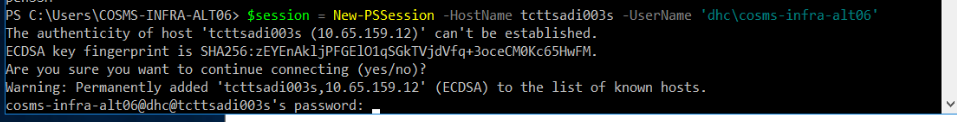 PS C:\Users\COSMS-INFRA-ALT06> $session = New-PSSession -HostName tcttsadi003s -UserName 'dhc\cosms-infra-alt06'
The authenticity of host 'tcttsadi003s (10.65.159.12)' can't be established.
ECDSA key fingerprint is SHA256:zEYEnAkljPFGElO1qSGkTVjdVfq+3oceCM0Kc65HwFM.
Are you sure you want to continue connecting (yes/no)?
Warning: Permanently added 'tcttsadi003s,10.65.159.12' (ECDSA) to the list of known hosts.
cosms-infra-alt06@dhc@tcttsadi003s's password: